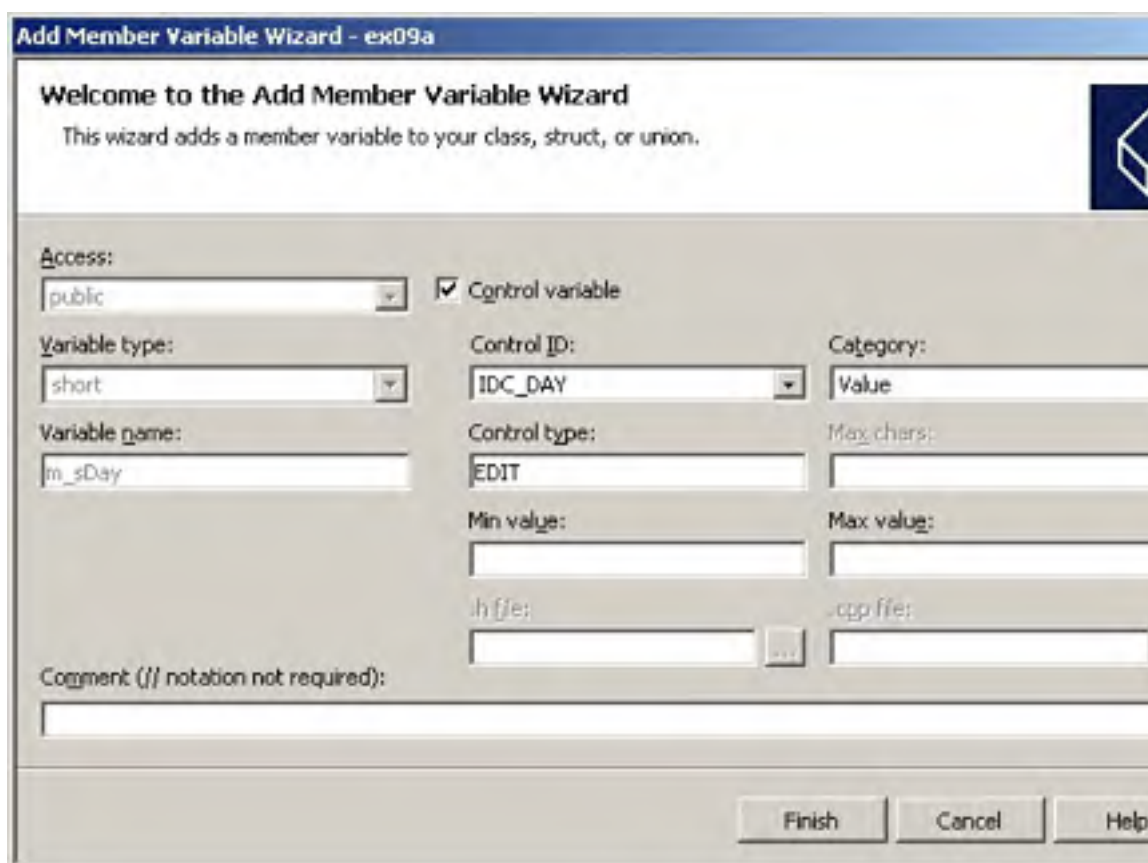 Add Member Variable Wizard - ex09a
Welcome to the Add Member Variable Wizard
This wizard adds a member variable to your class, struct, or union.
Access:
public
Control variable
Variable type:
Control ID:
Category:
short
IDC_DAY
Value
Variable name:
Control type:
Max chars:
m_sDay
EDIT
Min value:
Max value:
.h file:
...
.cpp file:
Comment (// notation not required):
Finish
Cancel
Help